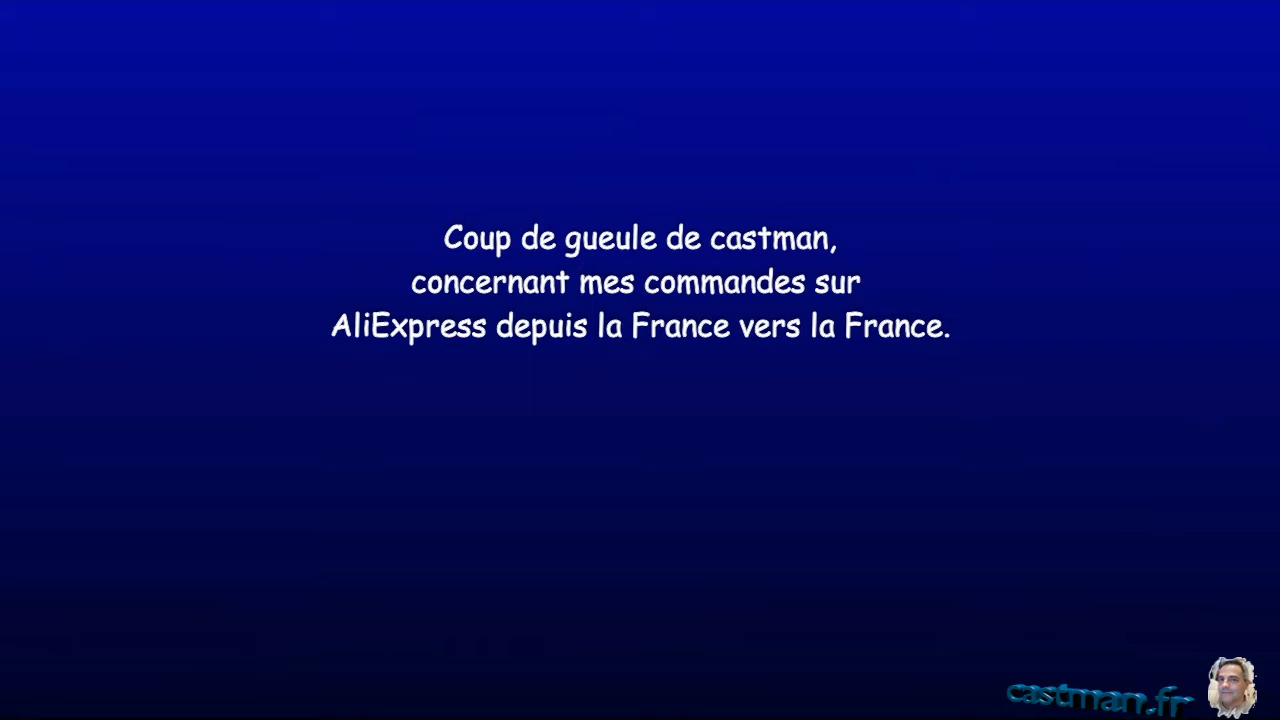 Coup de gueule de castman,
concernant mes commandes sur
AliExpress depuis la France vers la France.
castman.fr